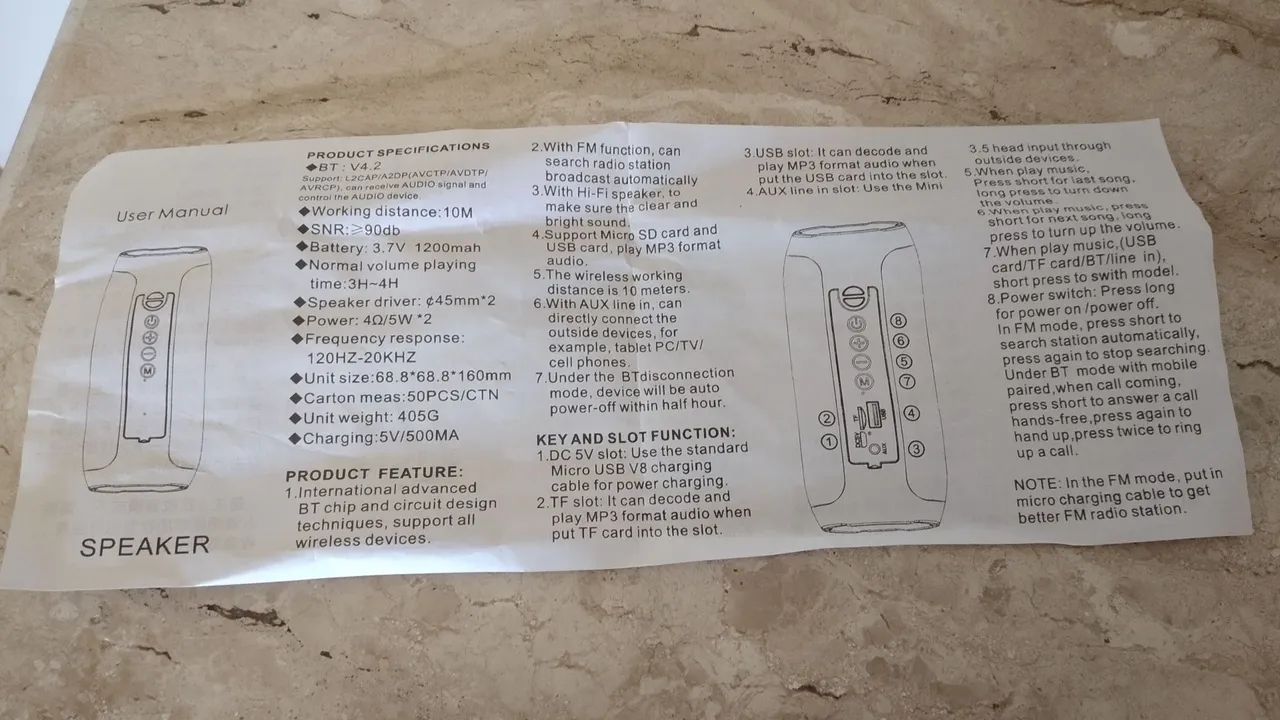 User Manual
SPEAKER
PRODUCT SPECIFICATIONS
◆BT : V4.2
Support: L2CAP/A2DP(AVCTP/AVDTP/
AVRCP), can receive AUDIO signal and
control the AUDIO device.
◆Working distance:10M
◆SNR:≥90db
◆Battery: 3.7V 1200mah
◆Normal volume playing
time:3H~4H
◆Speaker driver: ¢45mm*2
◆Power: 4Ω/5W *2
◆Frequency response:
120HZ-20KHZ
◆Unit size:68.8*68.8*160mm
◆Carton meas:50PCS/CTN
◆Unit weight: 405G
◆Charging:5V/500MA
PRODUCT FEATURE:
1.International advanced
BT chip and circuit design
techniques, support all
wireless devices.
2.With FM function, can
search radio station
broadcast automatically
3.With Hi-Fi speaker, to
make sure the clear and
bright sound.
4.Support Micro SD card and
USB card, play MP3 format
audio.
5.The wireless working
distance is 10 meters.
6.With AUX line in, can
directly connect the
outside devices, for
example, tablet PC/TV/
cell phones.
7.Under the BTdisconnection
mode, device will be auto
power-off within half hour.
KEY AND SLOT FUNCTION:
1.DC 5V slot: Use the standard
Micro USB V8 charging
cable for power charging.
2.TF slot: It can decode and
play MP3 format audio when
put TF card into the slot.
3.USB slot: It can decode and
play MP3 format audio when
put the USB card into the slot.
4.AUX line in slot: Use the Mini
M
M
TF
USB
DC5V
AUX
①
②
③
④
⑤
⑥
⑦
⑧
3.5 head input through
outside devices.
5.When play music,
Press short for last song,
long press to turn down
the volume.
6.When play music, press
short for next song, long
press to turn up the volume.
7.When play music,(USB
card/TF card/BT/line in),
short press to swith model.
8.Power switch: Press long
for power on /power off.
In FM mode, press short to
search station automatically,
press again to stop searching.
Under BT mode with mobile
paired,when call coming,
press short to answer a call
hands-free,press again to
hand up,press twice to ring
up a call.
NOTE: In the FM mode, put in
micro charging cable to get
better FM radio station.